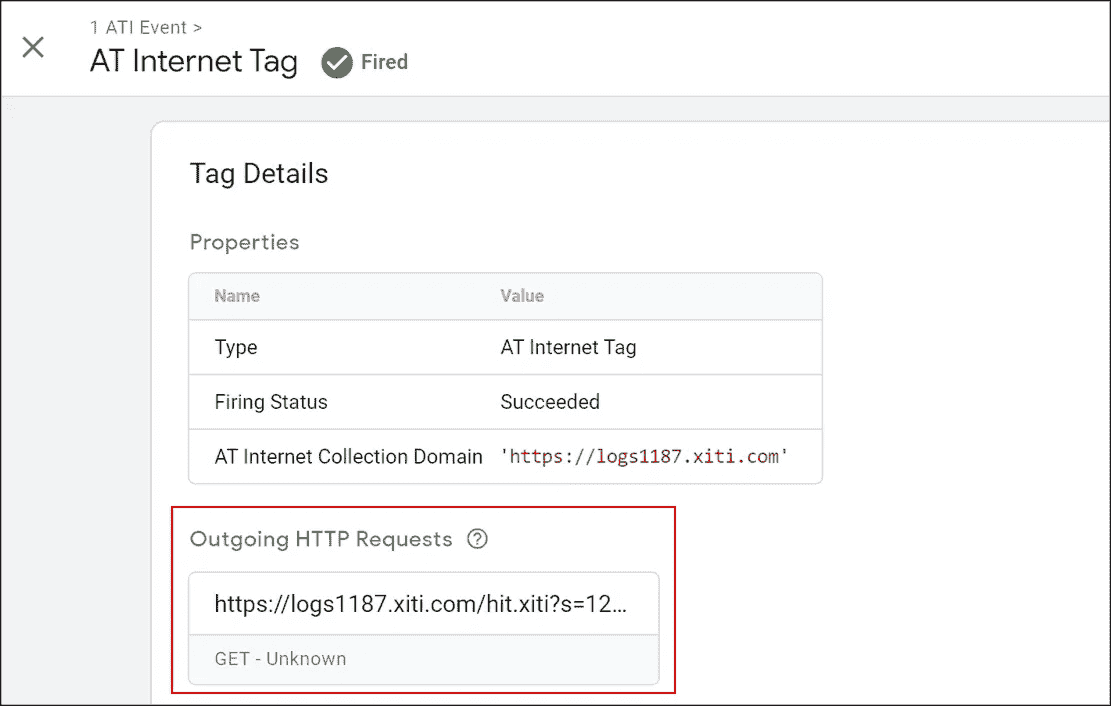 1 ATI Event >
AT Internet Tag Fired
Tag Details
Properties
Name Value
Type AT Internet Tag
Firing Status Succeeded
AT Internet Collection Domain 'https://logs1187.xiti.com'
Outgoing HTTP Requests ?
https://logs1187.xiti.com/hit.xiti?s=12...
GET - Unknown